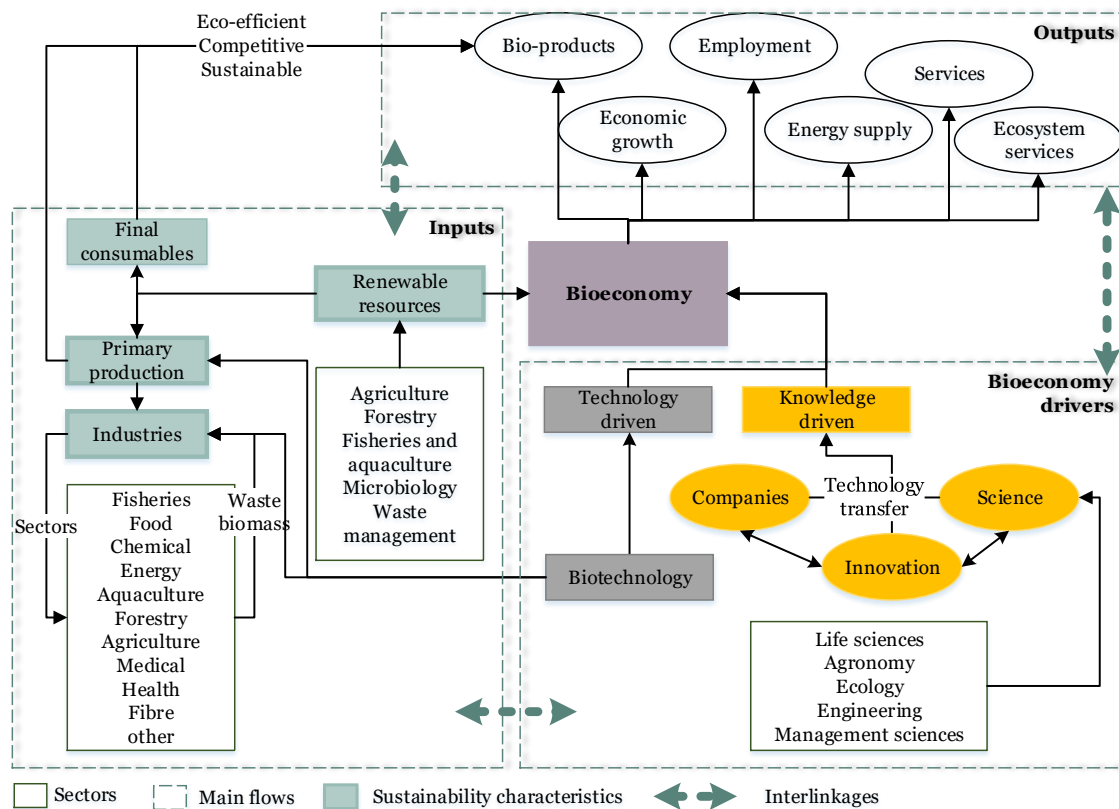 Eco-efficient
Competitive
Sustainable
Outputs
Bio-products
Employment
Services
Economic
growth
Energy supply
Ecosystem
services
Inputs
Final
consumables
Renewable
resources
Bioeconomy
Primary
production
Industries
Agriculture
Forestry
Fisheries and
aquaculture
Microbiology
Waste
management
Sectors
Waste
biomass
Fisheries
Food
Chemical
Energy
Aquaculture
Forestry
Agriculture
Medical
Health
Fibre
other
Bioeconomy
drivers
Technology
driven
Knowledge
driven
Companies
Technology
transfer
Science
Innovation
Biotechnology
Life sciences
Agronomy
Ecology
Engineering
Management sciences
Sectors
Main flows
Sustainability characteristics
Interlinkages